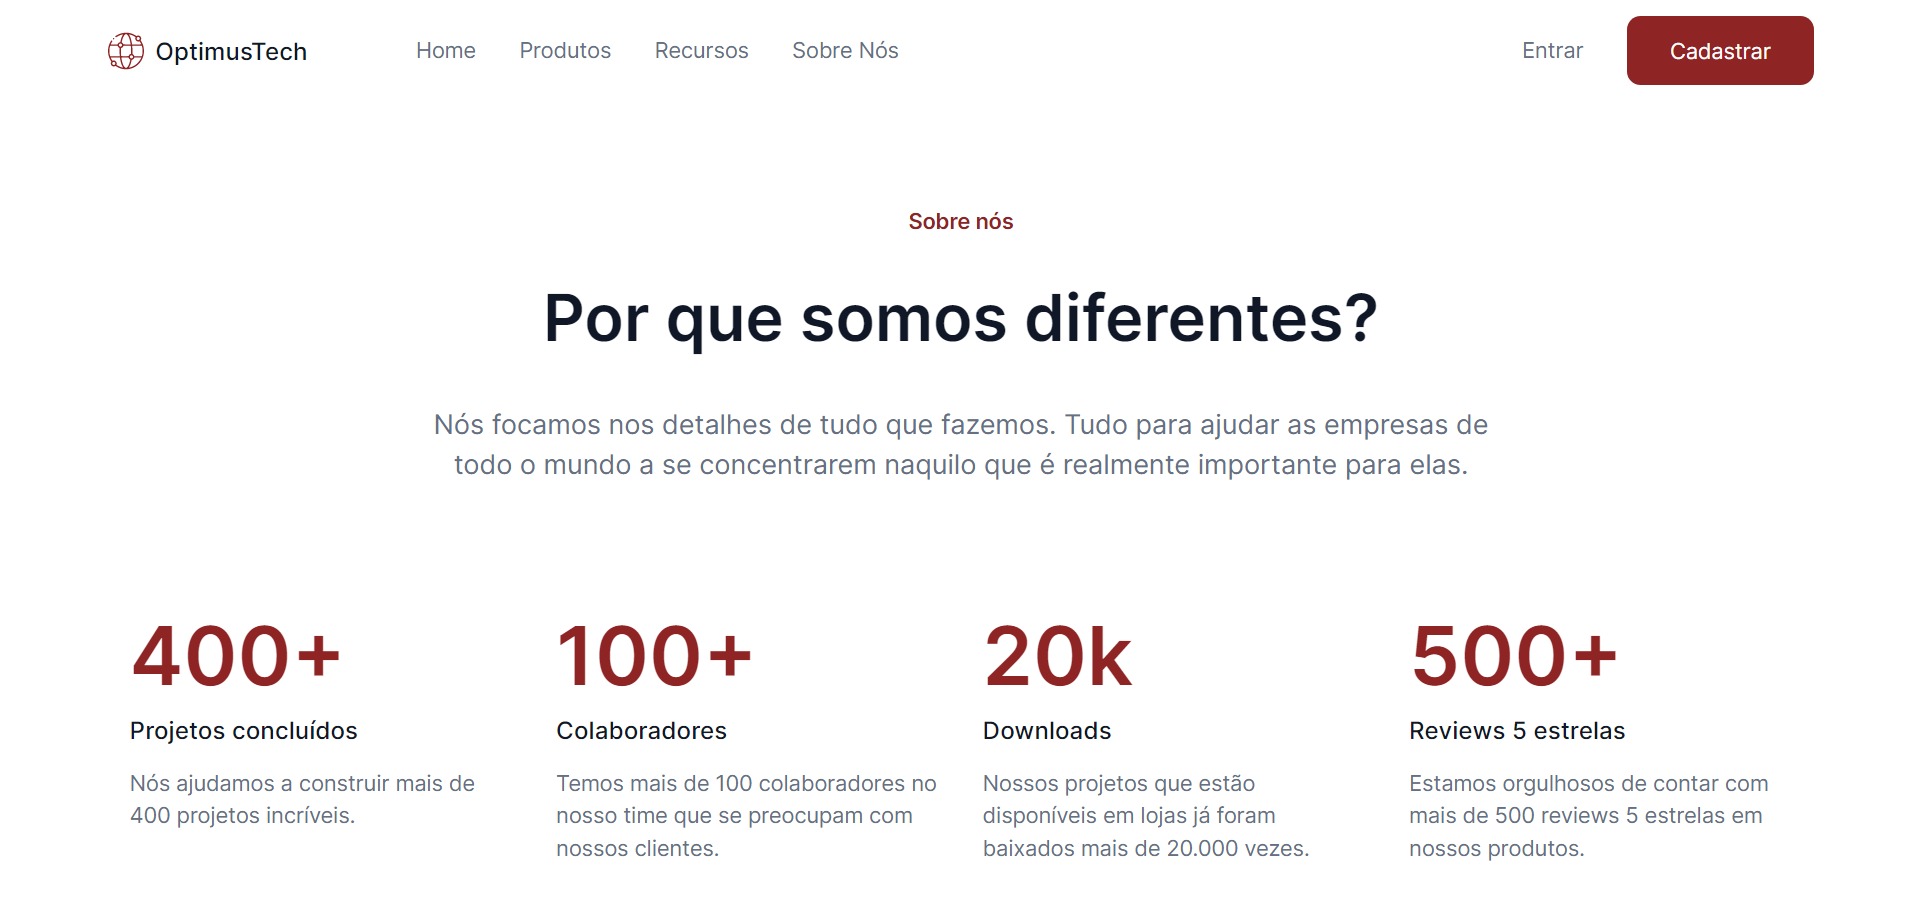 OptimusTech
Home Produtos Recursos Sobre Nós
Entrar Cadastrar
Sobre nós
Por que somos diferentes?
Nós focamos nos detalhes de tudo que fazemos. Tudo para ajudar as empresas de
todo o mundo a se concentrarem naquilo que é realmente importante para elas.
400+
Projetos concluídos
Nós ajudamos a construir mais de
400 projetos incríveis.
100+
Colaboradores
Temos mais de 100 colaboradores no
nosso time que se preocupam com
nossos clientes.
20k
Downloads
Nossos projetos que estão
disponíveis em lojas já foram
baixados mais de 20.000 vezes.
500+
Reviews 5 estrelas
Estamos orgulhosos de contar com
mais de 500 reviews 5 estrelas em
nossos produtos.